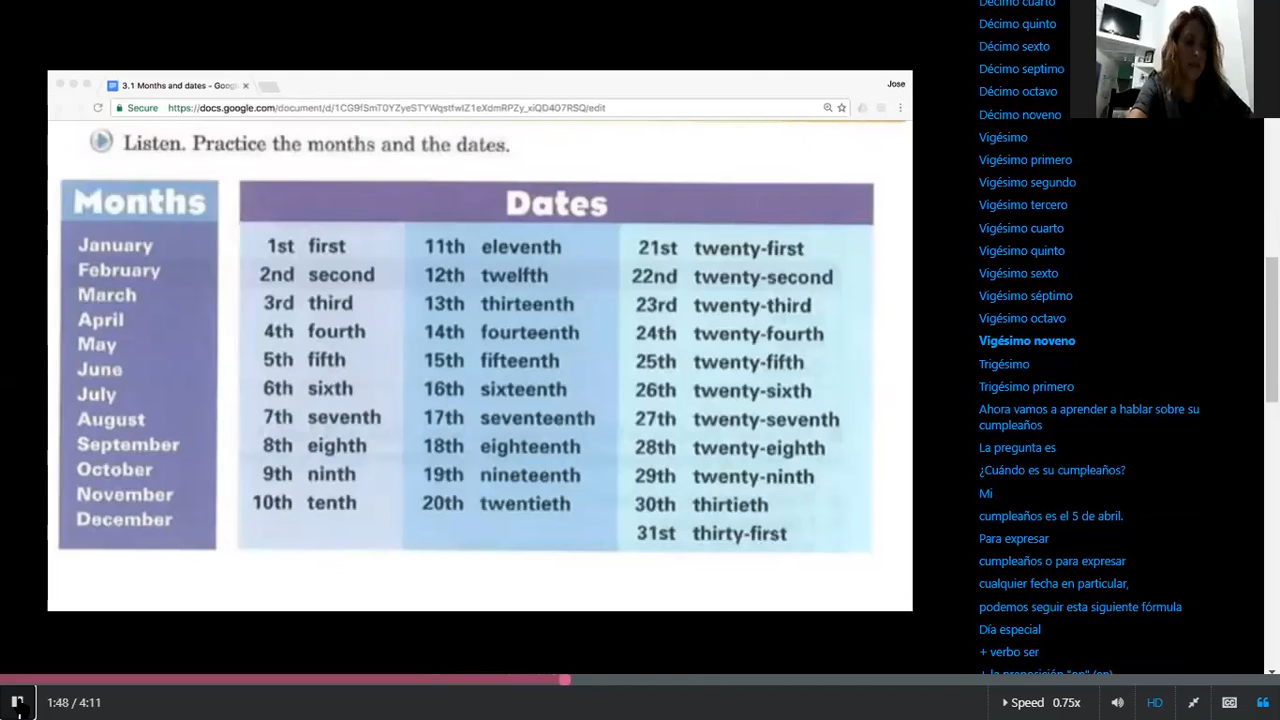 3.1 Months and dates - Goog
Jose
Secure https://docs.google.com/document/d/1CG9fSmT0YZyeSTYWqstfwIZ1eXdmRPZy_xiQD4O7RSQ/edit
Listen. Practice the months and the dates.
Months
January
February
March
April
May
June
July
August
September
October
November
December
Dates
1st first
2nd second
3rd third
4th fourth
5th fifth
6th sixth
7th seventh
8th eighth
9th ninth
10th tenth
11th eleventh
12th twelfth
13th thirteenth
14th fourteenth
15th fifteenth
16th sixteenth
17th seventeenth
18th eighteenth
19th nineteenth
20th twentieth
21st twenty-first
22nd twenty-second
23rd twenty-third
24th twenty-fourth
25th twenty-fifth
26th twenty-sixth
27th twenty-seventh
28th twenty-eighth
29th twenty-ninth
30th thirtieth
31st thirty-first
Décimo cuarto
Décimo quinto
Décimo sexto
Décimo septimo
Décimo octavo
Décimo noveno
Vigésimo
Vigésimo primero
Vigésimo segundo
Vigésimo tercero
Vigésimo cuarto
Vigésimo quinto
Vigésimo sexto
Vigésimo séptimo
Vigésimo octavo
Vigésimo noveno
Trigésimo
Trigésimo primero
Ahora vamos a aprender a hablar sobre su
cumpleaños
La pregunta es
¿Cuándo es su cumpleaños?
Mi
cumpleaños es el 5 de abril.
Para expresar
cumpleaños o para expresar
cualquier fecha en particular,
podemos seguir esta siguiente fórmula
Día especial
+ verbo ser
+ la preposición "on" (en)
1:48 / 4:11
Speed 0.75x
HD